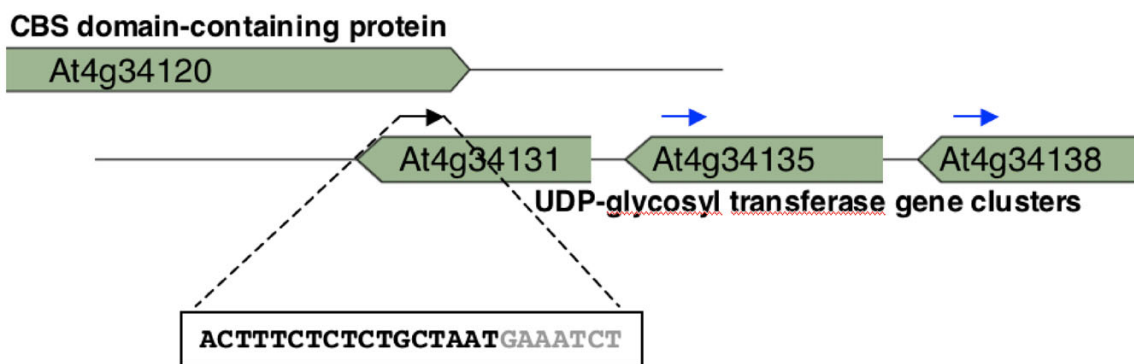 CBS domain-containing protein
At4g34120
At4g34131 At4g34135 At4g34138
UDP-glycosyl transferase gene clusters
ACTTTCTCTCTGCTAATGAAATCT